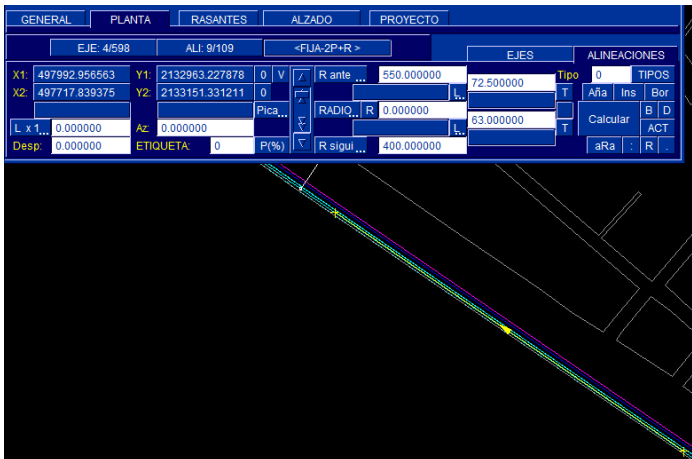 GENERAL PLANTA RASANTES ALZADO PROYECTO
EJE: 4/598 ALI: 9/109 <FIJA-2P+R > EJES ALINEACIONES
X1: 497992.956563 Y1: 2132963.227878 0 V R ante ... 550.000000 72.500000 Tipo 0 TIPOS
X2: 497717.839375 Y2: 2133151.331211 0 L... T Aña Ins Bor
Pica... RADIO... R 0.000000 63.000000 Calcular B D
L x 1... 0.000000 Az: 0.000000 L... T ACT
Desp: 0.000000 ETIQUETA: 0 P(%) R sigui ... 400.000000 aRa : R .